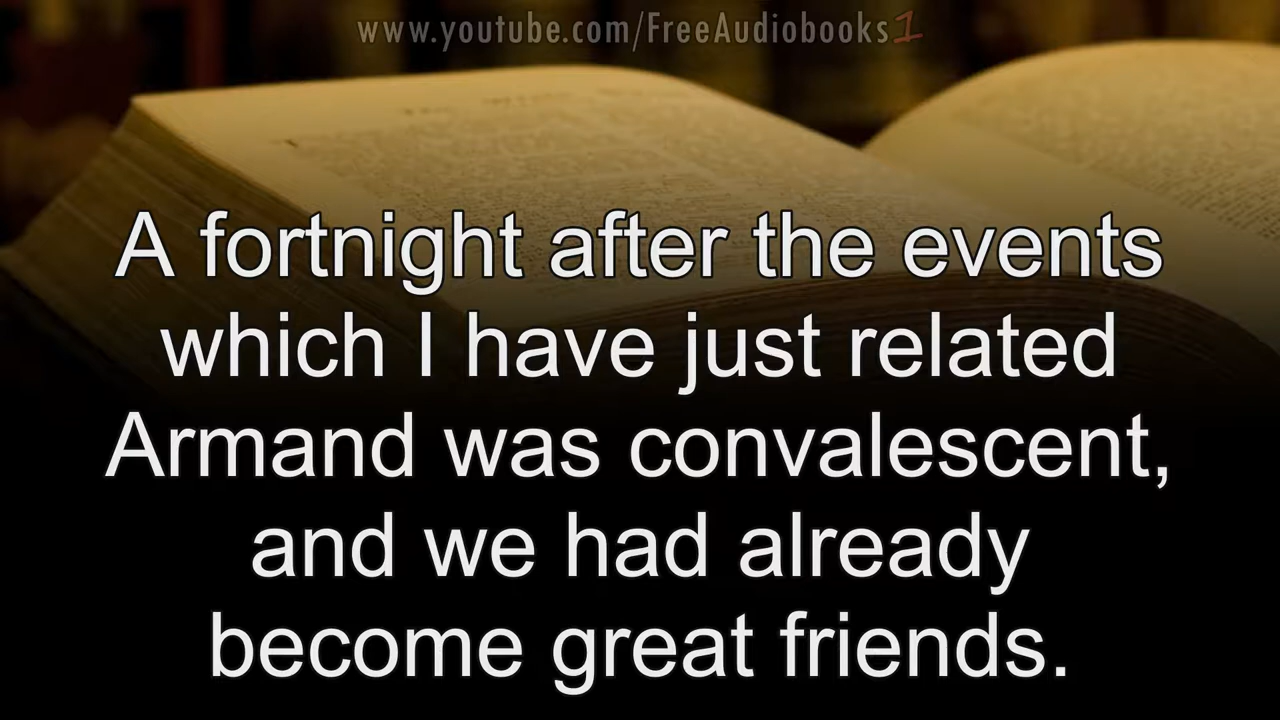 www.youtube.com/FreeAudiobooks1
A fortnight after the events
which I have just related
Armand was convalescent,
and we had already
become great friends.